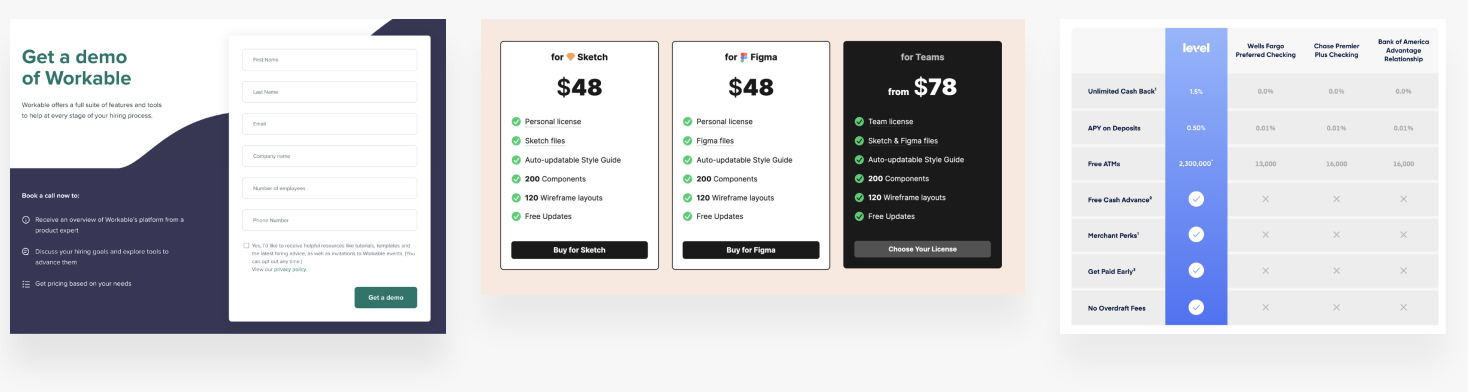 Get a demo
of Workable
Workable offers a full suite of features and tools
to help at every stage of your hiring process.
Book a call now to:
Receive an overview of Workable's platform from a
product expert
Discuss your hiring goals and explore tools to
advance them
Get pricing based on your needs
First Name
Last Name
Email
Company name
Number of employees
Phone Number
Yes, I'd like to receive helpful resources like tutorials, templates and
the latest hiring advice, as well as invitations to Workable events. (You
can opt out any time.)
View our privacy policy.
Get a demo
for Sketch
$48
Personal license
Sketch files
Auto-updatable Style Guide
200 Components
120 Wireframe layouts
Free Updates
Buy for Sketch
for Figma
$48
Personal license
Figma files
Auto-updatable Style Guide
200 Components
120 Wireframe layouts
Free Updates
Buy for Figma
for Teams
from $78
Team license
Sketch & Figma files
Auto-updatable Style Guide
200 Components
120 Wireframe layouts
Free Updates
Choose Your License
level
Wells Fargo
Preferred Checking
Chase Premier
Plus Checking
Bank of America
Advantage
Relationship
Unlimited Cash Back¹ 1.5% 0.0% 0.0% 0.0%
APY on Deposits 0.50% 0.01% 0.01% 0.01%
Free ATMs 2,300,000 13,000 16,000 16,000
Free Cash Advance²
Merchant Perks¹
Get Paid Early³
No Overdraft Fees